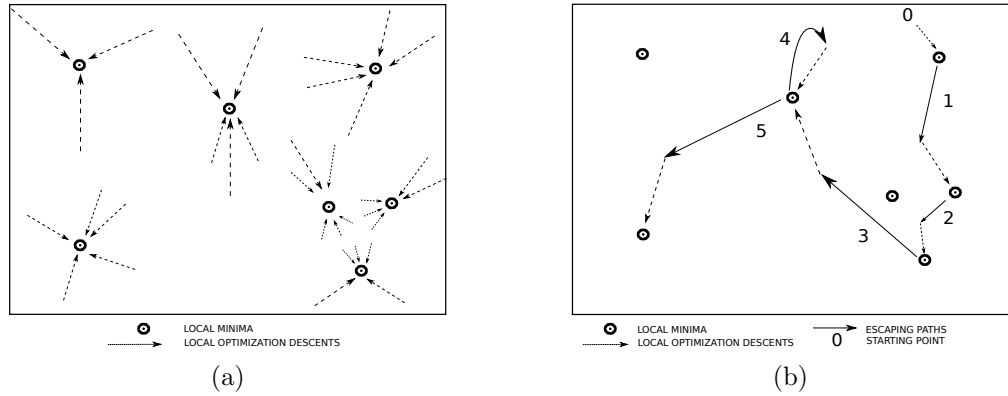 0
4
1
5
2
3
LOCAL MINIMA
LOCAL OPTIMIZATION DESCENTS
LOCAL MINIMA
LOCAL OPTIMIZATION DESCENTS
ESCAPING PATHS
0 STARTING POINT
(a)
(b)